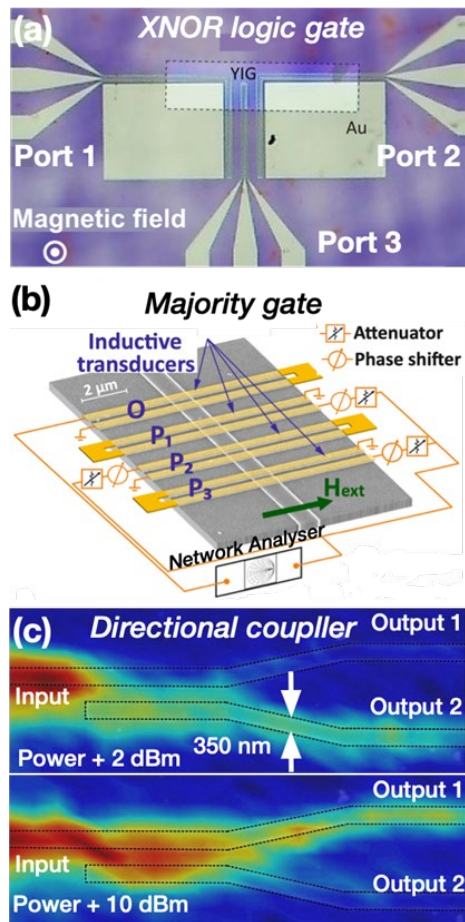 (a) XNOR logic gate
YIG
Au
Port 1
Port 2
Magnetic field
Port 3
(b) Majority gate
Inductive
transducers
Attenuator
Phase shifter
2 μm
O
P1
P2
P3
Hext
Network Analyser
(c) Directional coupller
Output 1
Input
Output 2
350 nm
Power + 2 dBm
Output 1
Input
Output 2
Power + 10 dBm